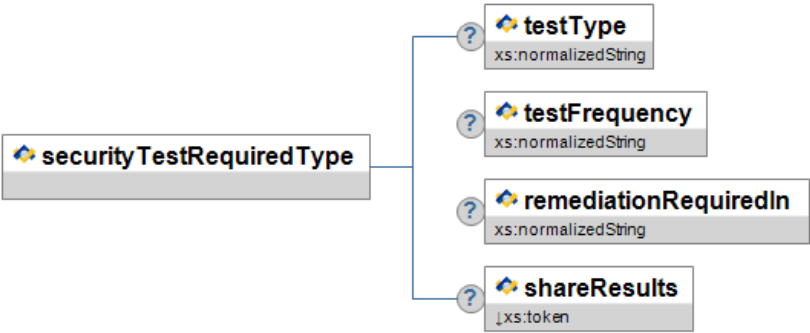 ?
testType
xs:normalizedString
?
testFrequency
xs:normalizedString
securityTestRequiredType
?
remediationRequiredIn
xs:normalizedString
?
shareResults
↓xs:token